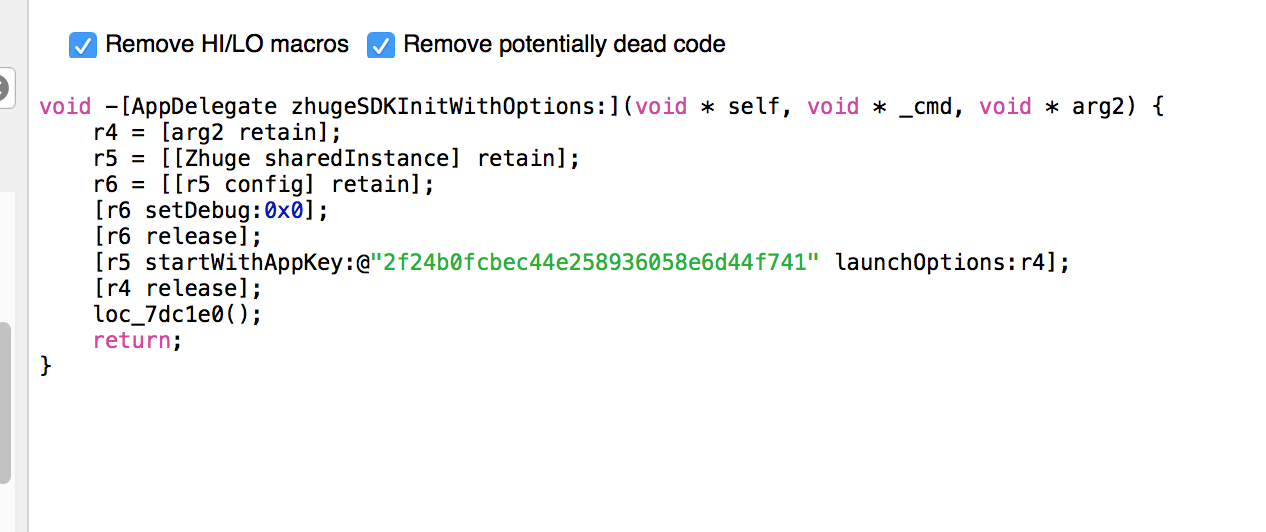 Remove HI/LO macros Remove potentially dead code
void -[AppDelegate zhugeSDKInitWithOptions:](void * self, void * _cmd, void * arg2) {
    r4 = [arg2 retain];
    r5 = [[Zhuge sharedInstance] retain];
    r6 = [[r5 config] retain];
    [r6 setDebug:0x0];
    [r6 release];
    [r5 startWithAppKey:@"2f24b0fcbec44e258936058e6d44f741" launchOptions:r4];
    [r4 release];
    loc_7dc1e0();
    return;
}